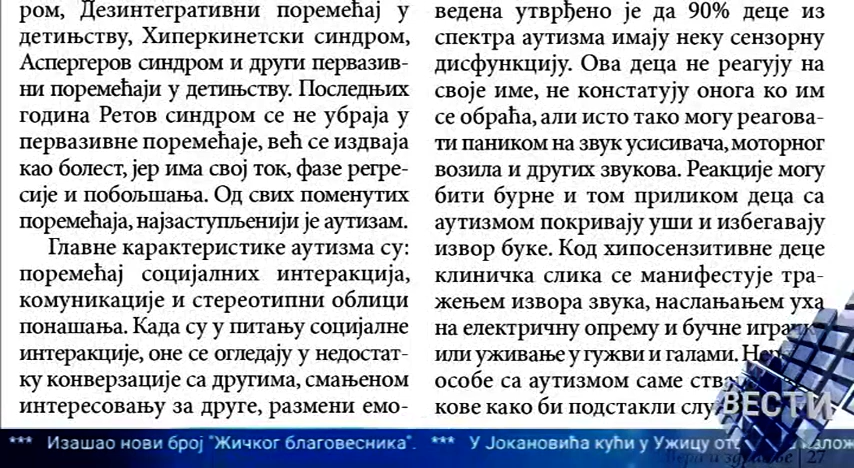 ром, Дезинтегративни поремећај у
детињству, Хиперкинетски синдром,
Аспергеров синдром и други первазив-
ни поремећаји у детињству. Последњих
година Ретов синдром се не убраја у
первазивне поремећаје, већ се издваја
као болест, јер има свој ток, фазе регре-
сије и побољшања. Од свих поменутих
поремећаја, најзаступљенији је аутизам.
Главне карактеристике аутизма су:
поремећај социјалних интеракција,
комуникације и стереотипни облици
понашања. Када су у питању социјалне
интеракције, оне се огледају у недостат-
ку конверзације са другима, смањеном
интересовању за друге, размени емо-
ведена утврђено је да 90% деце из
спектра аутизма имају неку сензорну
дисфункцију. Ова деца не реагују на
своје име, не констатују онога ко им
се обраћа, али исто тако могу реагова-
ти паником на звук усисивача, моторног
возила и других звукова. Реакције могу
бити бурне и том приликом деца са
аутизмом покривају уши и избегавају
извор буке. Код хипосензитивне деце
клиничка слика се манифестује тра-
жењем извора звука, наслањањем уха
на електричну опрему и бучне
или уживање у гужви и галами.
особе са аутизмом саме
кове како би подстакли
ВЕСТИ
*** Изашао нови број "Жичког благовесника". *** У Јокановића кући у Ужицу
27